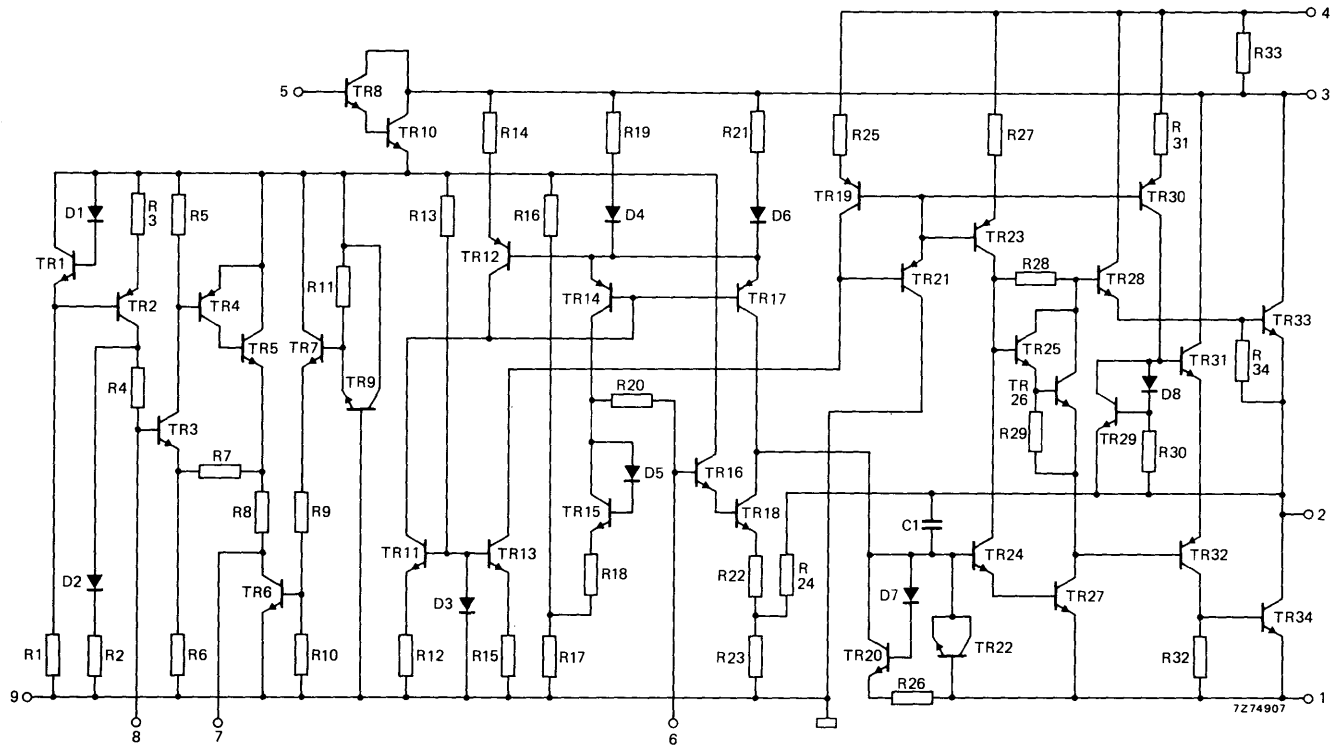 4
R33
5
TR8
3
TR10
R14
R19
R21
R25
R27
R
31
D1
R
3
R5
R13
R16
D4
D6
TR19
TR30
TR1
TR12
TR23
TR2
TR4
R11
TR14
TR17
TR21
R28
TR28
TR33
TR5
TR7
TR25
TR31
R
34
R4
TR9
R20
TR
26
D8
TR3
R29
TR29
R30
R7
D5
TR16
R8
R9
TR15
TR18
C1
2
TR11
TR13
TR24
TR32
D2
R18
R22
R
24
D7
TR27
TR6
D3
TR34
R1
R2
R6
R10
R12
R15
R17
R23
TR20
TR22
R32
R26
9
1
7Z74907
8
7
6